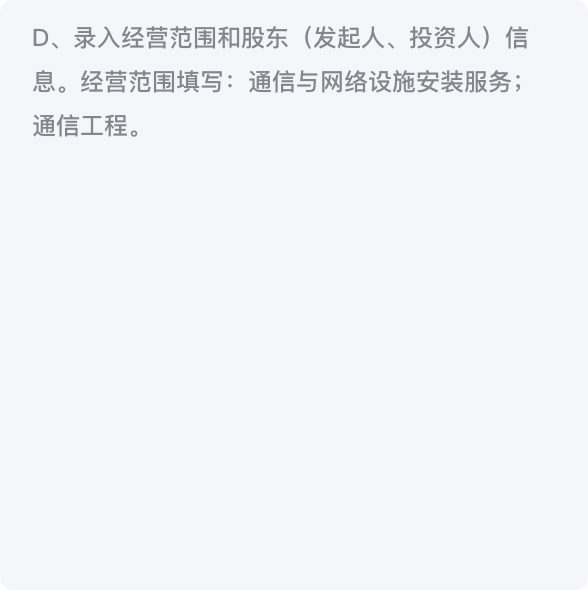 D、录入经营范围和股东（发起人、投资人）信
息。经营范围填写：通信与网络设施安装服务；
通信工程。